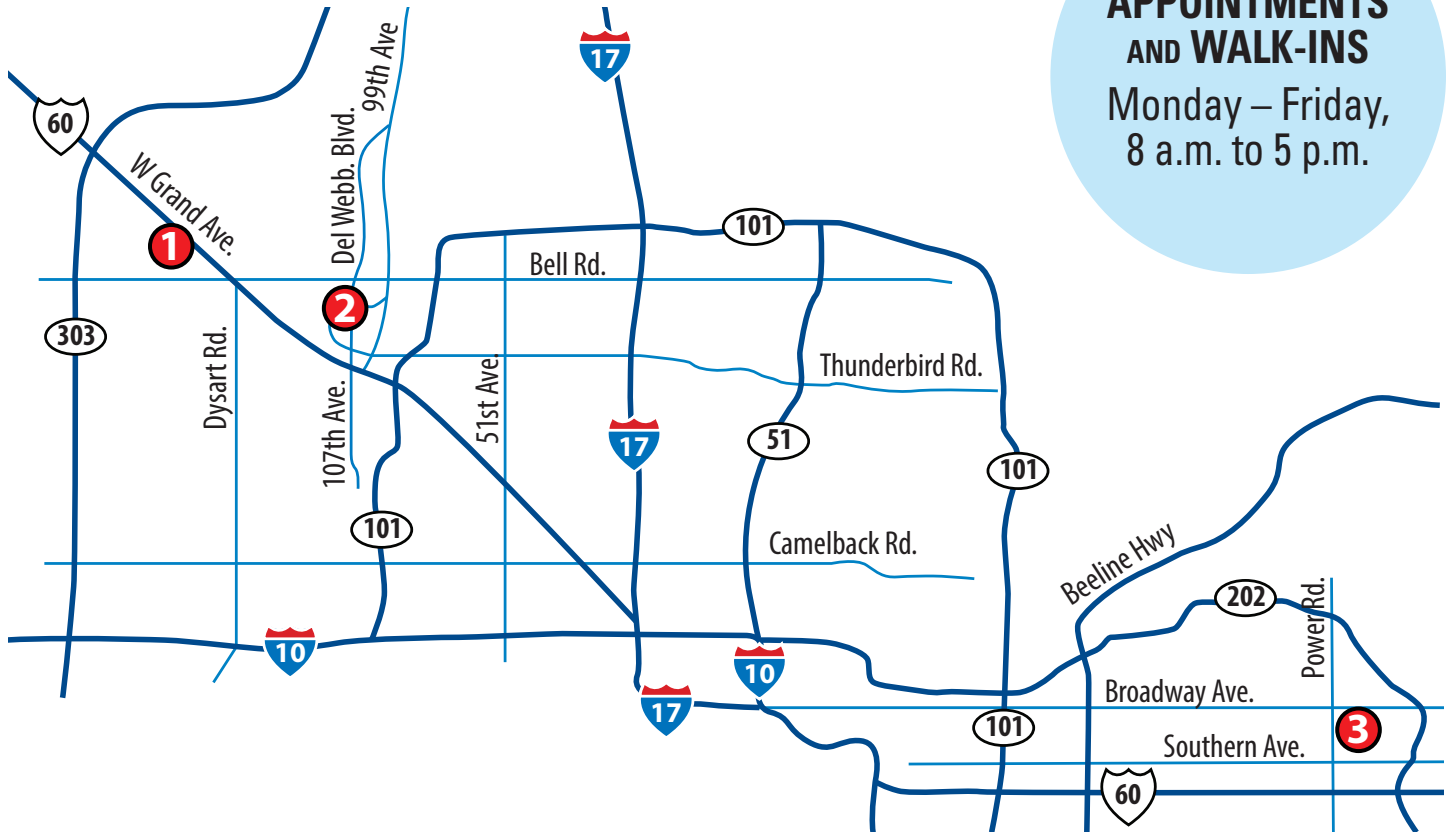 APPOINTMENTS
AND WALK-INS
Monday – Friday,
8 a.m. to 5 p.m.
17
99th Ave
60
Del Webb. Blvd.
W Grand Ave.
1
101
Bell Rd.
2
303
Dysart Rd.
51st Ave.
Thunderbird Rd.
107th Ave.
17
51
101
101
Camelback Rd.
Beeline Hwy
202
Power Rd.
10
10
17
Broadway Ave.
101
3
Southern Ave.
60